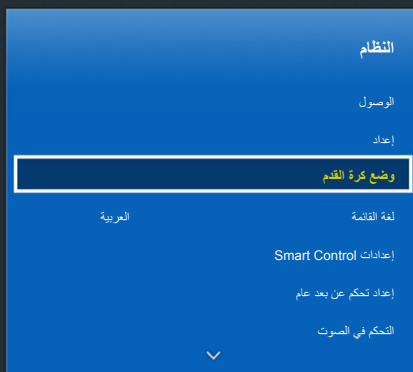 النظام
الوصول
إعداد
وضع كرة القدم
لغة القائمة العربية
إعدادات Smart Control
إعداد تحكم عن بعد عام
التحكم في الصوت